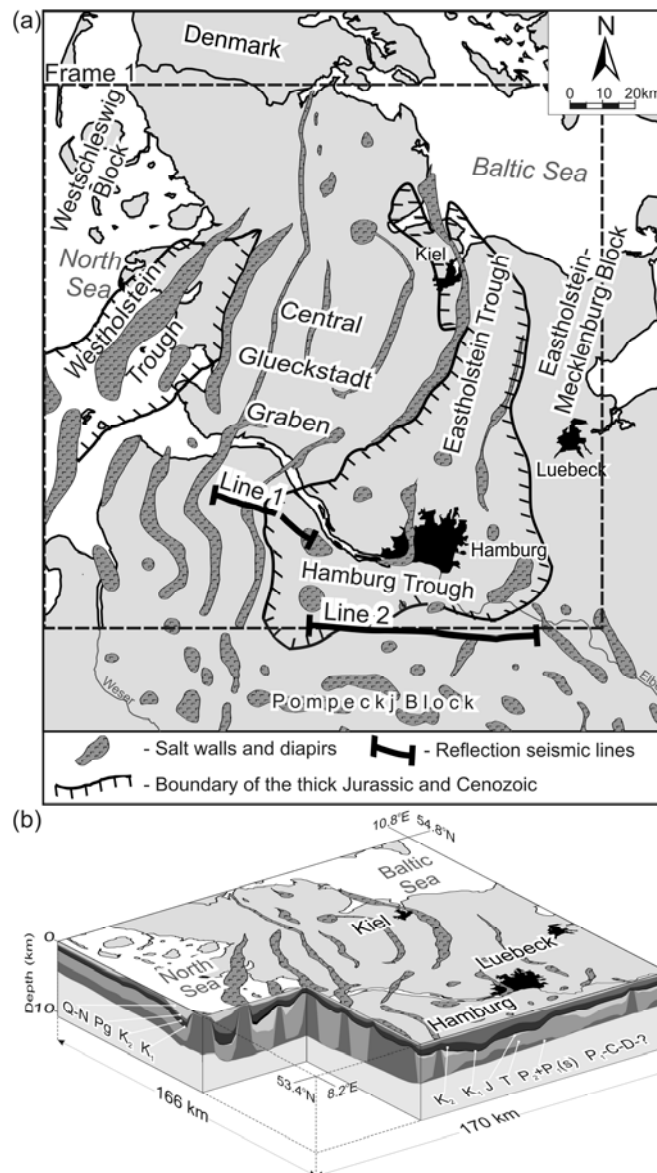 (a)
Denmark
N
0 10 20km
Frame 1
Westschleswig
Block
Baltic Sea
North
Sea
Kiel
Westholstein
Trough
Central
Glueckstadt
Graben
Eastholstein Trough
Eastholstein-
Mecklenburg Block
Luebeck
Line 1
Hamburg
Hamburg Trough
Line 2
Weser
Elbe
Pompeckj Block
- Salt walls and diapirs
- Reflection seismic lines
- Boundary of the thick Jurassic and Cenozoic
(b)
10.8°E 54.8°N
Baltic
Sea
Kiel
0
North
Sea
Luebeck
Depth (km)
Hamburg
10
Q-N Pg K₂ K₁
K₂ K₁ J T P₂+P₁(s) P₁-C-D-?
53.4°N 8.2°E
166 km
170 km